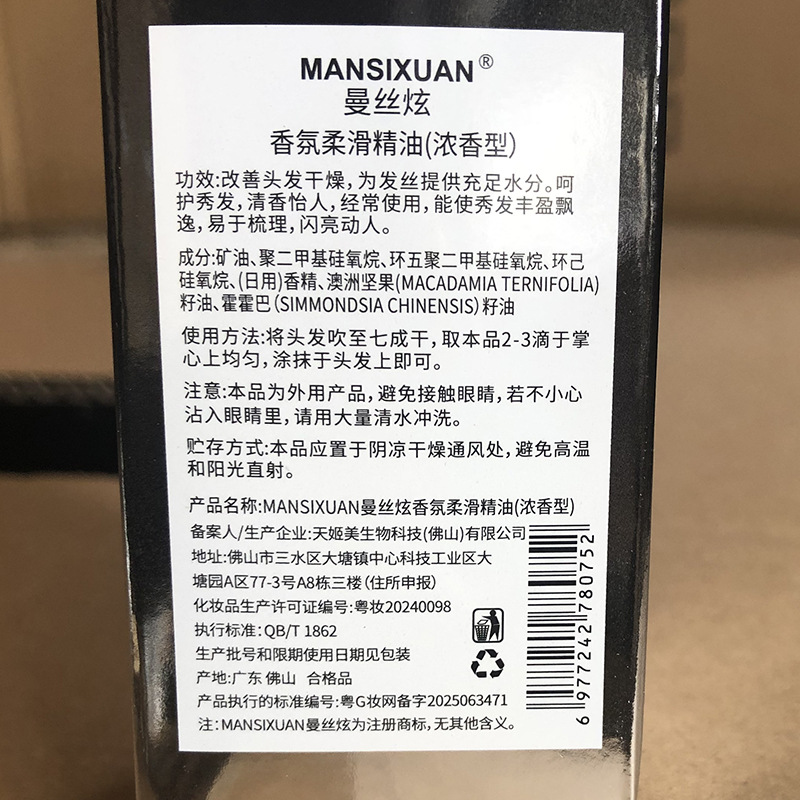 MANSIXUAN®
曼丝炫
香氛柔滑精油(浓香型)
功效:改善头发干燥，为发丝提供充足水分。呵
护秀发，清香怡人，经常使用，能使秀发丰盈飘
逸，易于梳理，闪亮动人。
成分:矿油、聚二甲基硅氧烷、环五聚二甲基硅氧烷、环己
硅氧烷、(日用)香精、澳洲坚果(MACADAMIA TERNIFOLIA)
籽油、霍霍巴（SIMMONDSIA CHINENSIS）籽油
使用方法:将头发吹至七成干，取本品2-3滴于掌
心上均匀，涂抹于头发上即可。
注意:本品为外用产品，避免接触眼睛，若不小心
沾入眼睛里，请用大量清水冲洗。
贮存方式:本品应置于阴凉干燥通风处，避免高温
和阳光直射。
产品名称:MANSIXUAN曼丝炫香氛柔滑精油(浓香型)
备案人/生产企业:天姬美生物科技(佛山)有限公司
地址:佛山市三水区大塘镇中心科技工业区大
塘园A区77-3号A8栋三楼（住所申报）
化妆品生产许可证编号:粤妆20240098
执行标准:QB/T 1862
生产批号和限期使用日期见包装
产地:广东 佛山 合格品
产品执行的标准编号:粤G妆网备字2025063471
注:MANSIXUAN曼丝炫为注册商标，无其他含义。
6 977242 780752